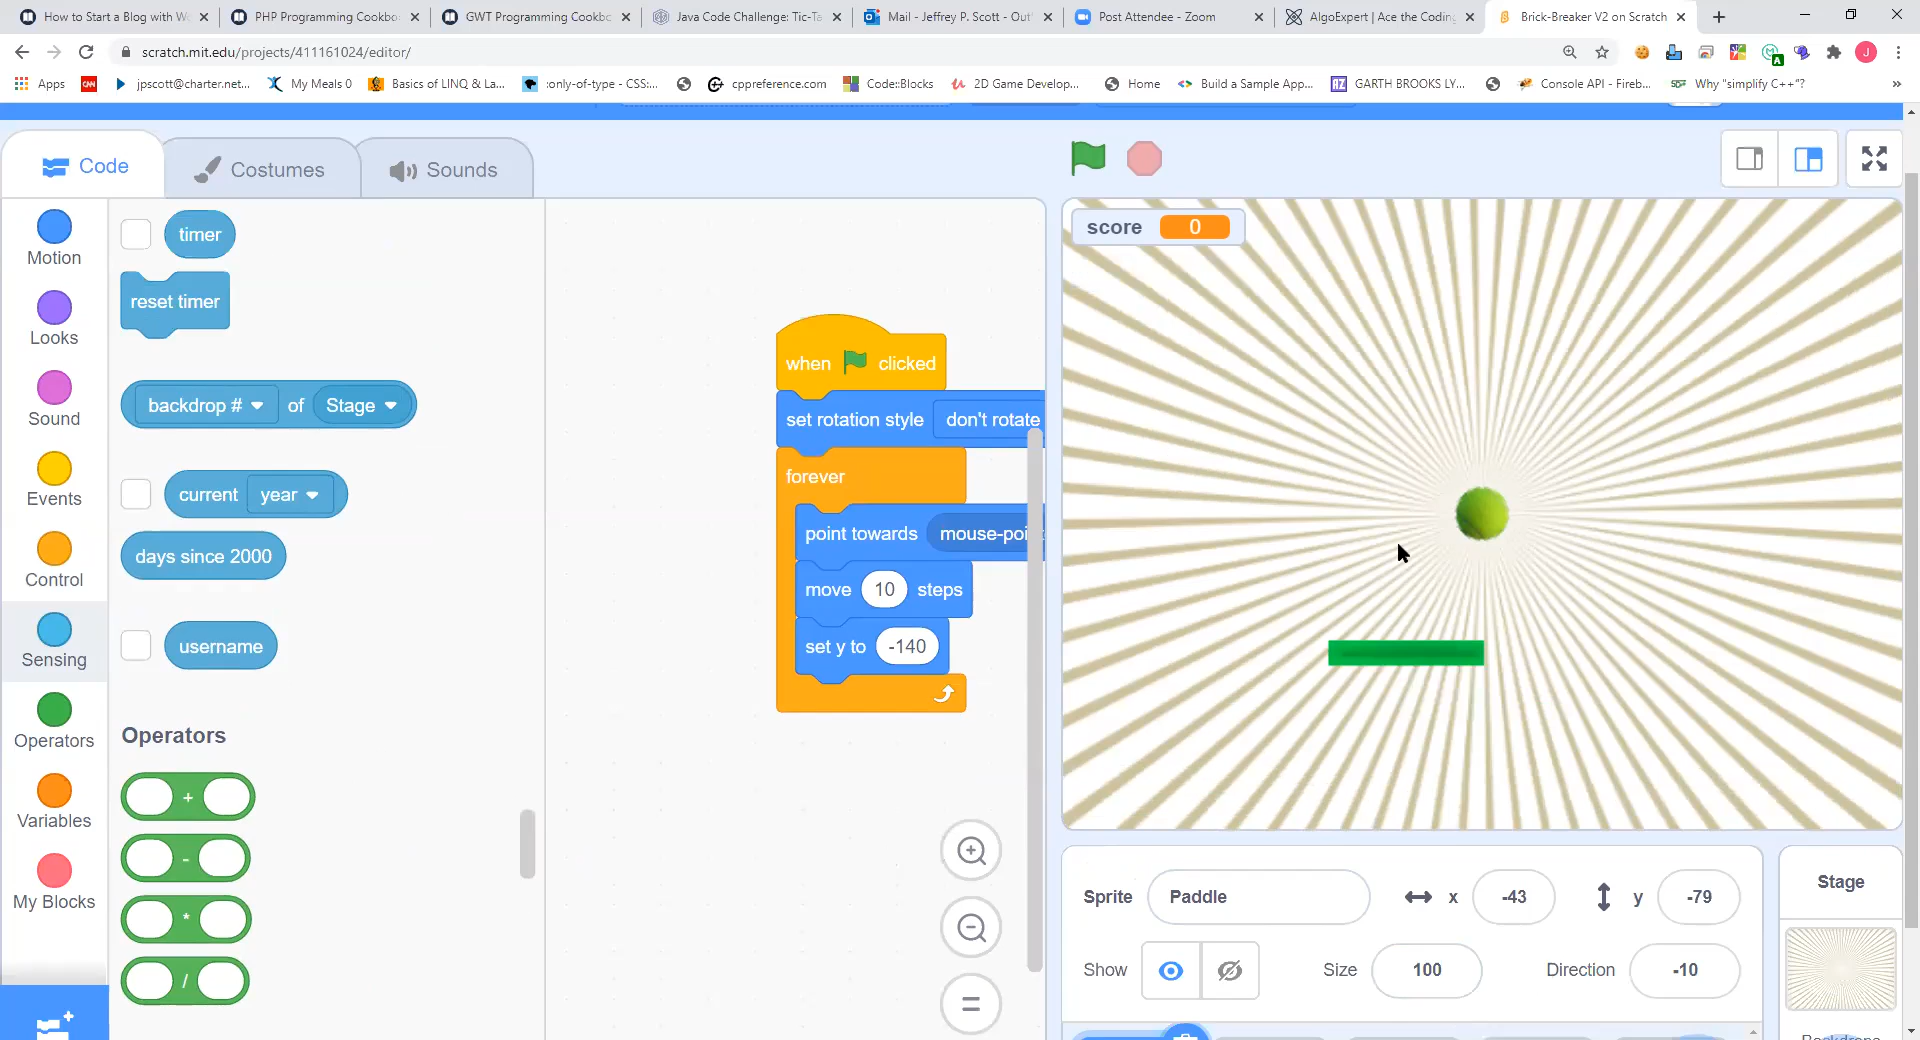 How to Start a Blog with Wo
PHP Programming Cookbo
GWT Programming Cookbo
Java Code Challenge: Tic-Ta
Mail - Jeffrey P. Scott - Out
Post Attendee - Zoom
AlgoExpert | Ace the Coding
Brick-Breaker V2 on Scratch
scratch.mit.edu/projects/411161024/editor/
J
Apps
CNN
jpscott@charter.net...
My Meals 0
Basics of LINQ & La...
:only-of-type - CSS:...
cppreference.com
Code::Blocks
2D Game Develop...
Home
Build a Sample App...
GARTH BROOKS LY...
Console API - Fireb...
Why "simplify C++"?
»
Code
Costumes
Sounds
Motion
Looks
Sound
Events
Control
Sensing
Operators
Variables
My Blocks
timer
reset timer
backdrop # of Stage
current year
days since 2000
username
Operators
+
-
*
/
when clicked
set rotation style don't rotate
forever
point towards mouse-poi
move 10 steps
set y to -140
score 0
Sprite Paddle x -43 y -79
Show Size 100 Direction -10
Stage